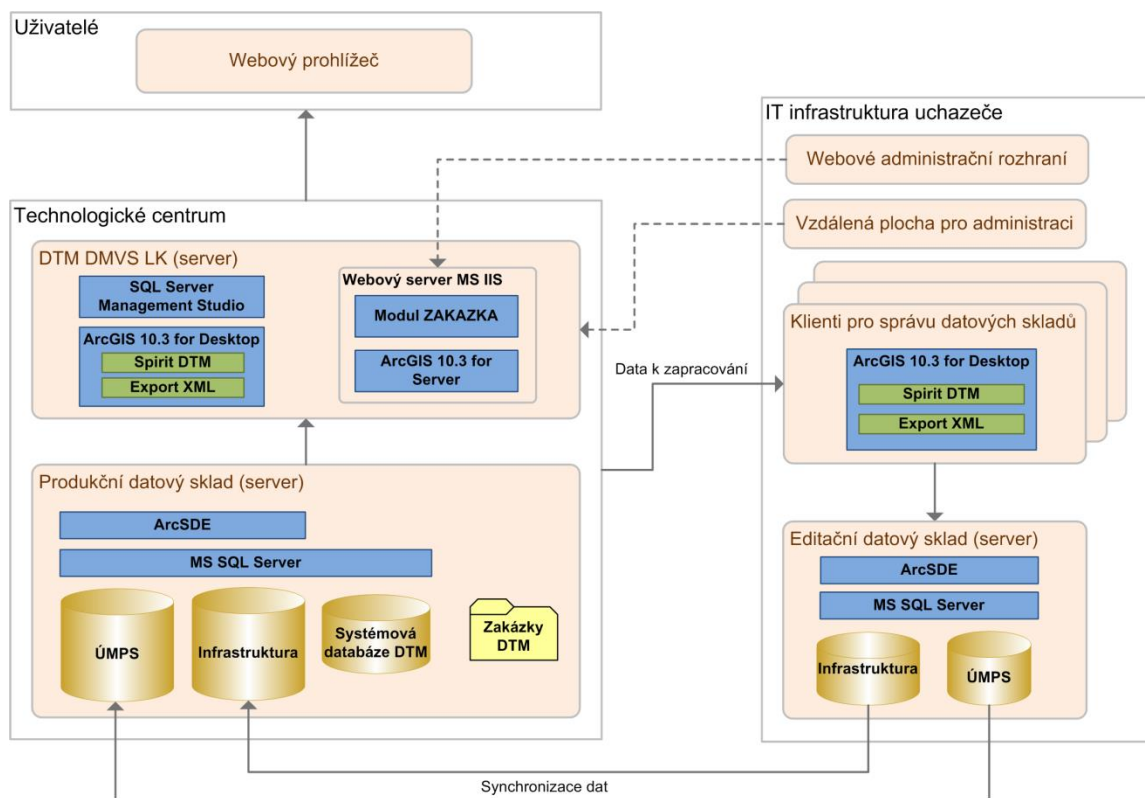 Uživatelé
Webový prohlížeč
Technologické centrum
DTM DMVS LK (server)
SQL Server
Management Studio
ArcGIS 10.3 for Desktop
Spirit DTM
Export XML
Webový server MS IIS
Modul ZAKAZKA
ArcGIS 10.3 for
Server
Produkční datový sklad (server)
ArcSDE
MS SQL Server
ÚMPS
Infrastruktura
Systémová
databáze DTM
Zakázky
DTM
Data k zapracování
IT infrastruktura uchazeče
Webové administrační rozhraní
Vzdálená plocha pro administraci
Klienti pro správu datových skladů
ArcGIS 10.3 for Desktop
Spirit DTM
Export XML
Editační datový sklad (server)
ArcSDE
MS SQL Server
Infrastruktura
ÚMPS
Synchronizace dat